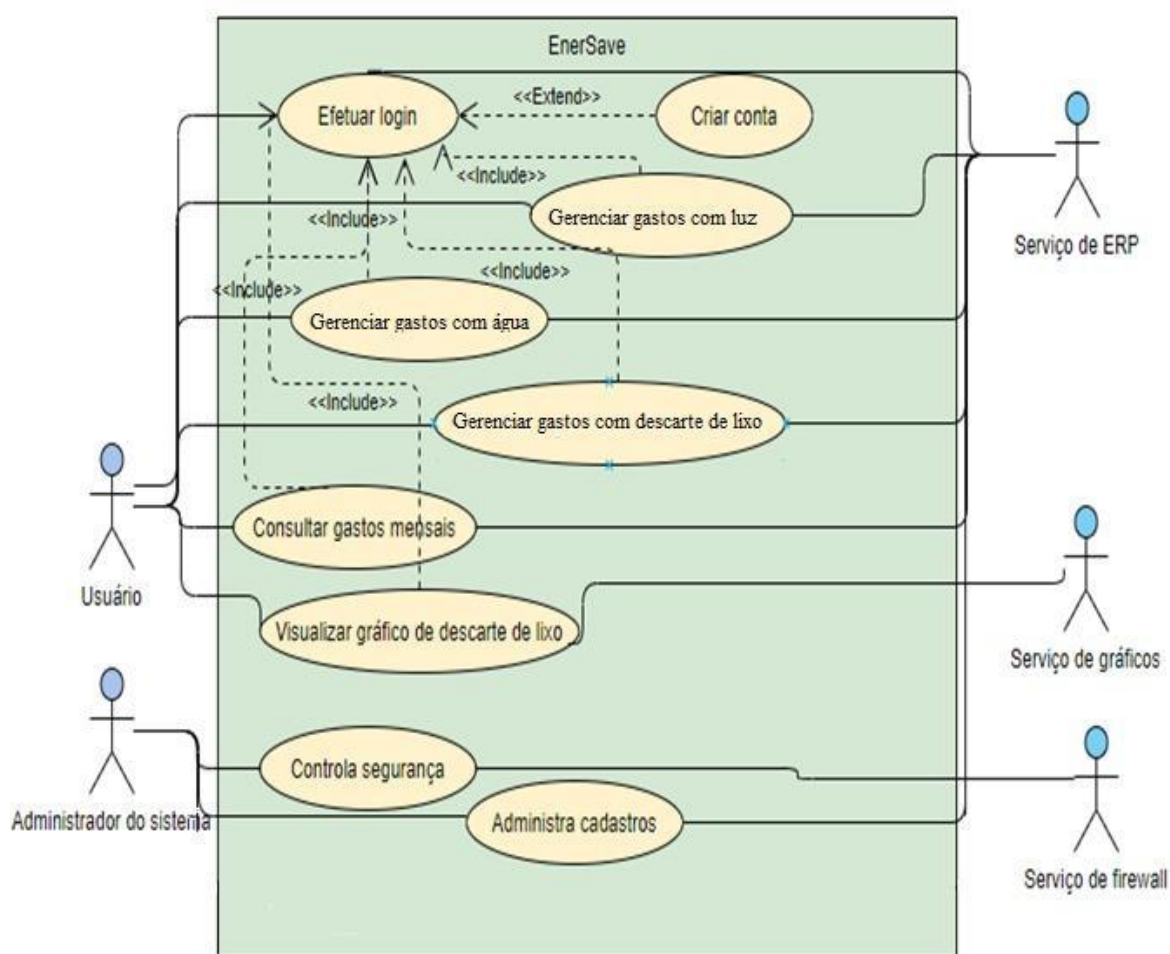 EnerSave
Efetuar login
<<Extend>>
Criar conta
<<Include>>
Gerenciar gastos com luz
<<Include>>
Serviço de ERP
<<Include>>
<<Include>>
Gerenciar gastos com água
<<Include>>
Gerenciar gastos com descarte de lixo
Consultar gastos mensais
Usuário
Visualizar gráfico de descarte de lixo
Serviço de gráficos
Controla segurança
Administrador do sistema
Administra cadastros
Serviço de firewall